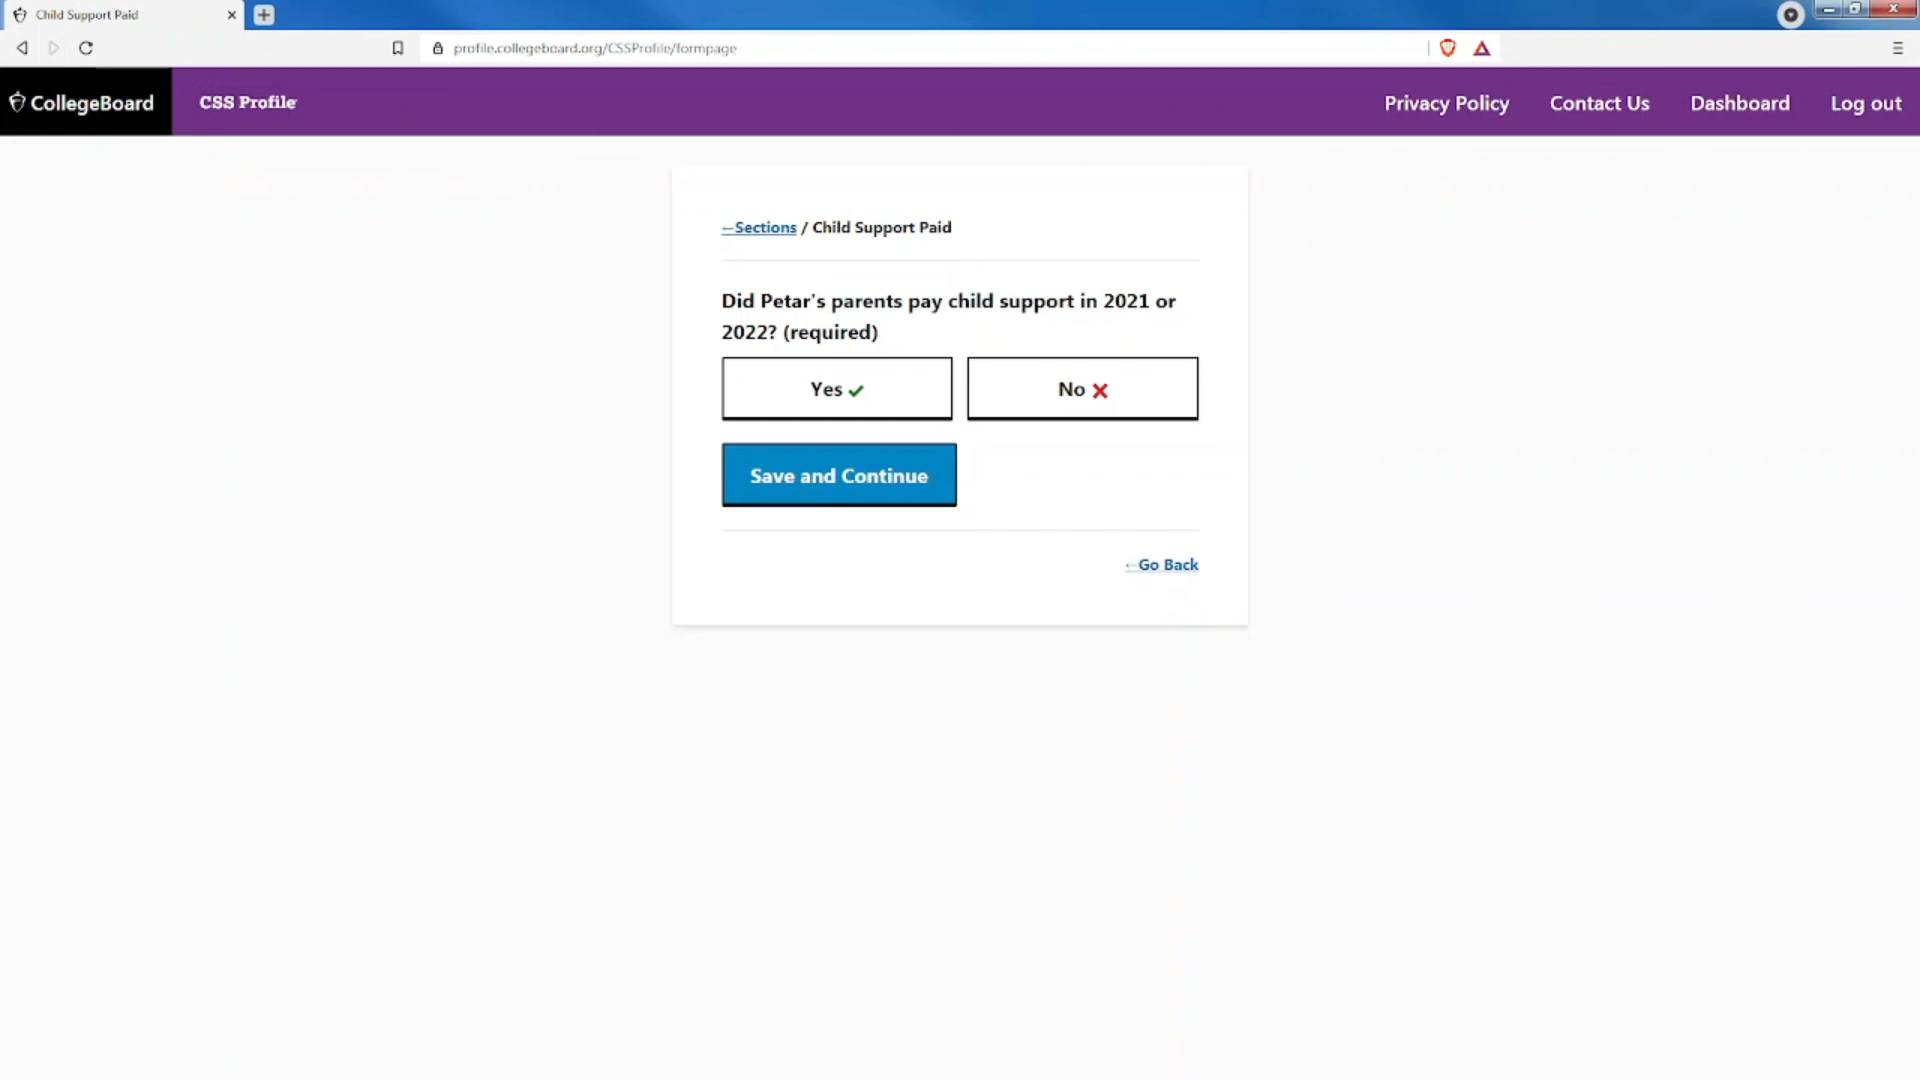 Child Support Paid
profile.collegeboard.org/CSSProfile/formpage
CollegeBoard
CSS Profile
Privacy Policy
Contact Us
Dashboard
Log out
←Sections / Child Support Paid
Did Petar's parents pay child support in 2021 or
2022? (required)
Yes
No
Save and Continue
←Go Back